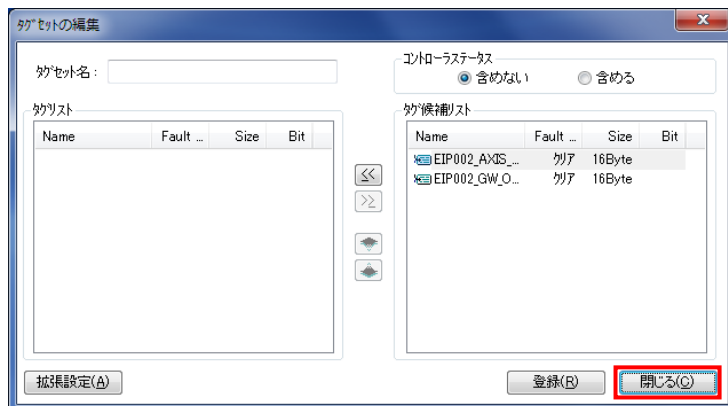 ﾀｸﾞｾｯﾄの編集
ﾀｸﾞｾｯﾄ名：
ｺﾝﾄﾛｰﾗｽﾃｰﾀｽ
含めない 含める
ﾀｸﾞﾘｽﾄ
Name Fault ... Size Bit
ﾀｸﾞ候補ﾘｽﾄ
Name Fault ... Size Bit
EIP002_AXIS_... ｸﾘｱ 16Byte
EIP002_GW_O... ｸﾘｱ 16Byte
<<
>>
拡張設定(A)
登録(R)
閉じる(C)